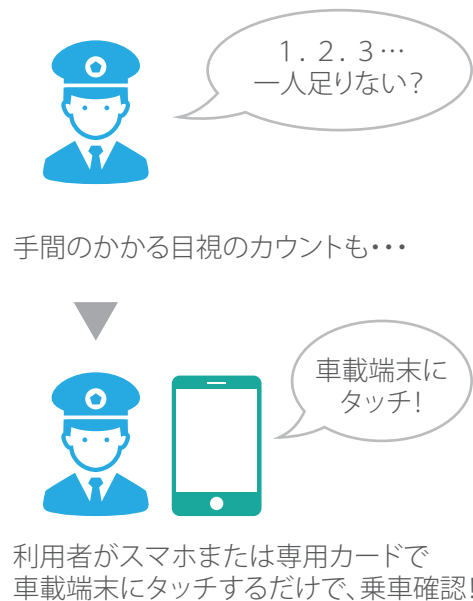 1. 2. 3…
一人足りない?
手間のかかる目視のカウントも・・・
車載端末に
タッチ!
利用者がスマホまたは専用カードで
車載端末にタッチするだけで、乗車確認!